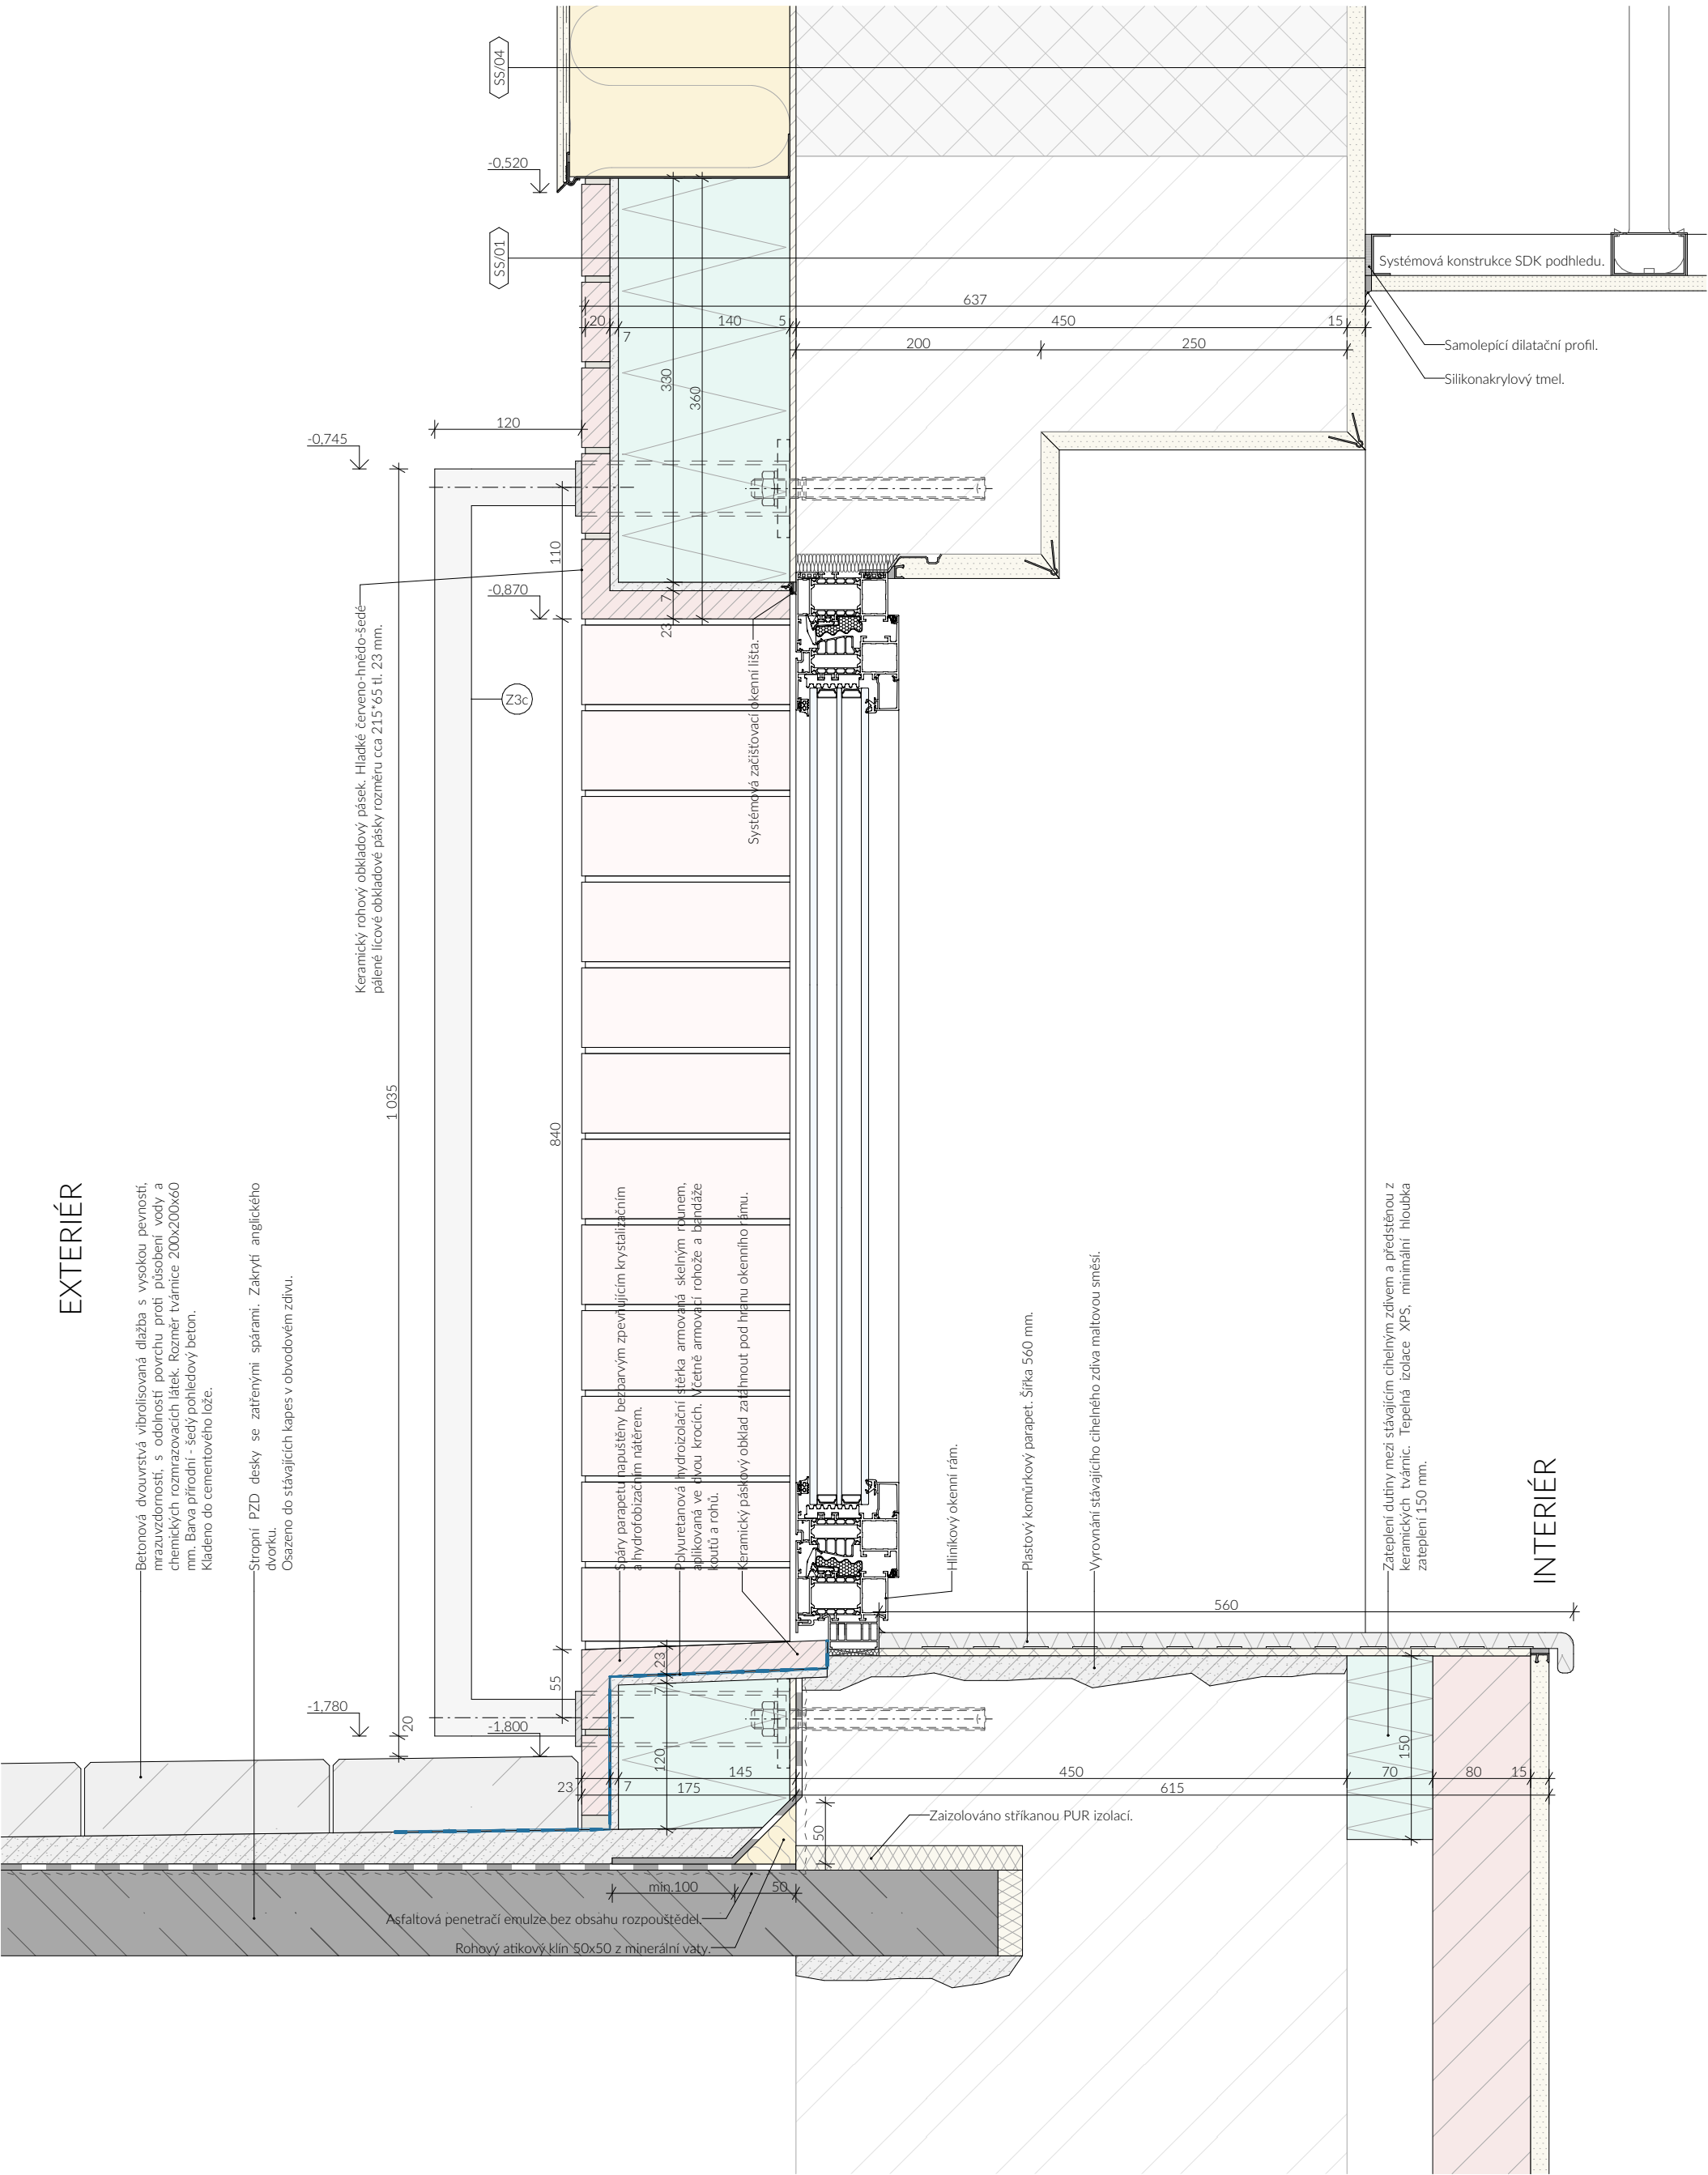 SS/04
-0,520
SS/01
Systémová konstrukce SDK podhledu.
637
20
140
5
450
15
7
200
250
Samolepící dilatační profil.
Silikonakrylový tmel.
330
360
120
-0,745
110
-0,870
7
23
Keramický rohový obkladový pásek. Hladké červeno-hnědo-šedé
pálené lícové obkladové pásky rozměru cca 215*65 tl. 23 mm.
Systémová začišťovací okenní lišta.
Z3c
1 035
840
EXTERIÉR
Betonová dvouvrstvá vibrolisovaná dlažba s vysokou pevností,
mrazuvzdorností, s odolností povrchu proti působení vody a
chemických rozmrazovacích látek. Rozměr tvárnice 200x200x60
mm. Barva přírodní - šedý pohledový beton.
Kladeno do cementového lože.
Stropní PZD desky se zatřenými spárami. Zakrytí anglického
dvorku.
Osazeno do stávajících kapes v obvodovém zdivu.
Spáry parapetu napuštěny bezbarvým zpevňujícím krystalizačním
a hydrofobizačním nátěrem.
Polyuretanová hydroizolační stěrka armovaná skelným rounem,
aplikovaná ve dvou krocích. Včetně armovací rohože a bandáže
koutů a rohů.
Keramický páskový obklad zatáhnout pod hranu okenního rámu.
Hliníkový okenní rám.
Plastový komůrkový parapet. Šířka 560 mm.
Vyrovnání stávajícího cihelného zdiva maltovou směsí.
Zateplení dutiny mezi stávajícím cihelným zdivem a předstěnou z
keramických tvárnic. Tepelná izolace XPS, minimální hloubka
zateplení 150 mm.
INTERIÉR
560
23
55
7
-1,780
20
-1,800
120
150
23
7
145
450
70
80
15
175
615
50
Zaizolováno stříkanou PUR izolací.
min.100
50
Asfaltová penetračí emulze bez obsahu rozpouštědel.
Rohový atikový klín 50x50 z minerální vaty.